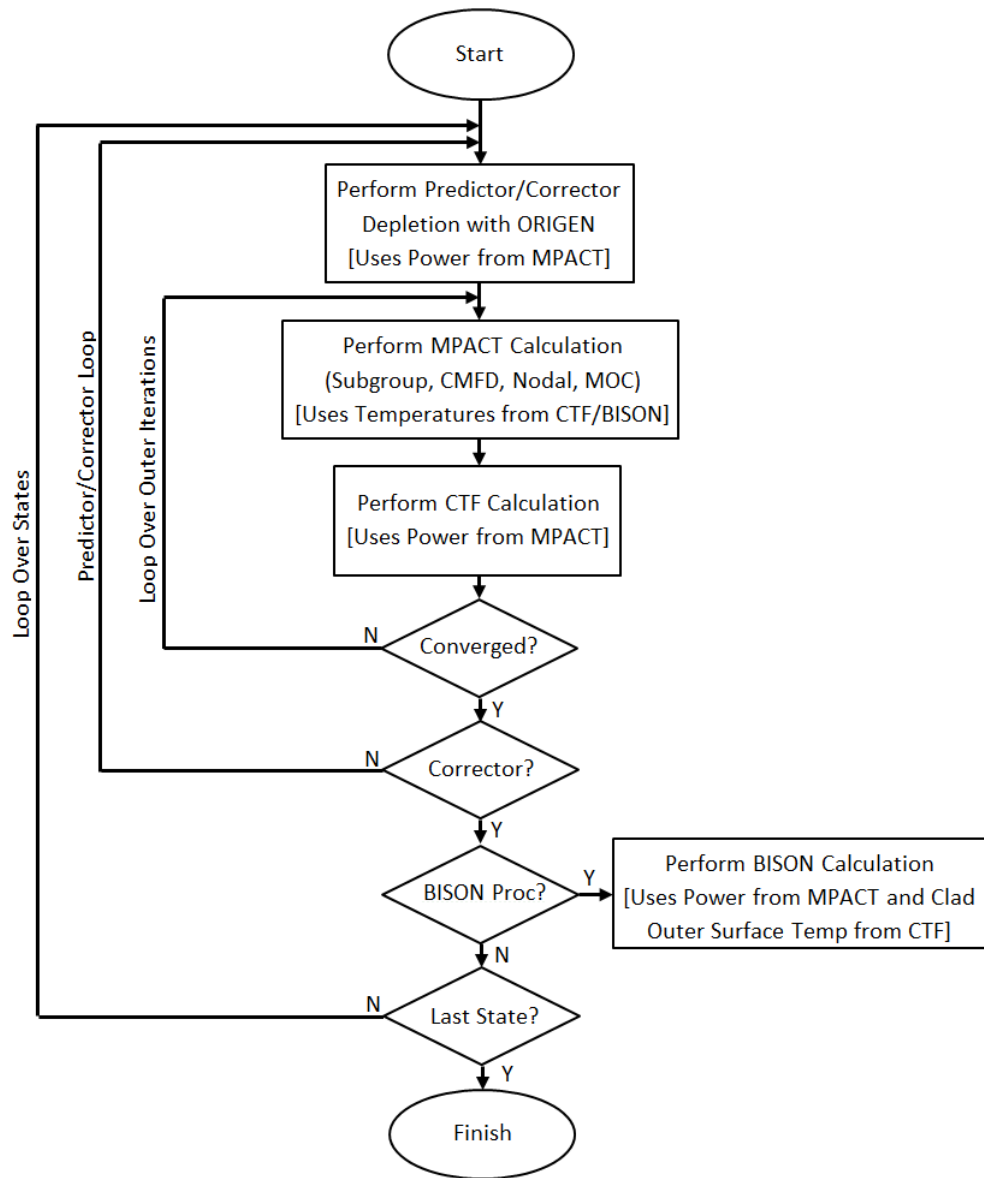 Start
Perform Predictor/Corrector
Depletion with ORIGEN
[Uses Power from MPACT]
Perform MPACT Calculation
(Subgroup, CMFD, Nodal, MOC)
[Uses Temperatures from CTF/BISON]
Perform CTF Calculation
[Uses Power from MPACT]
Loop Over States
Predictor/Corrector Loop
Loop Over Outer Iterations
N
Converged?
Y
N
Corrector?
Y
BISON Proc?
Y
Perform BISON Calculation
[Uses Power from MPACT and Clad
Outer Surface Temp from CTF]
N
N
Last State?
Y
Finish